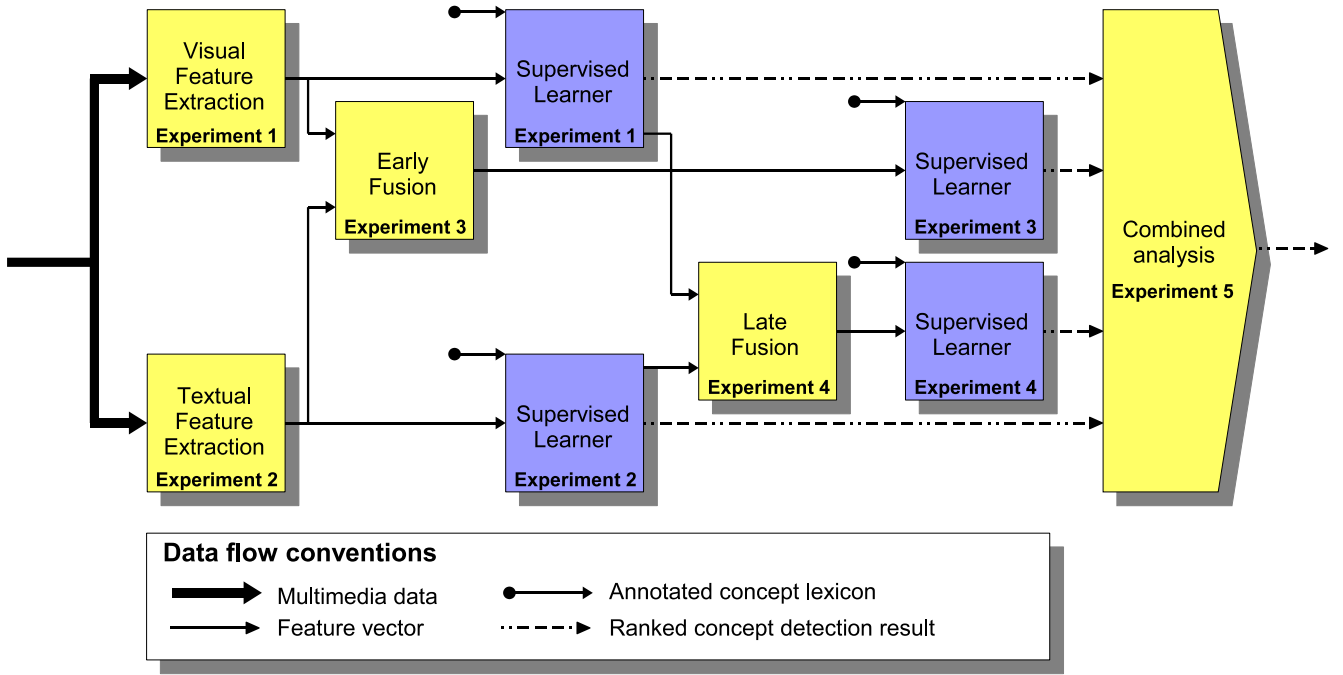 Visual
Feature
Extraction
Experiment 1
Supervised
Learner
Experiment 1
Early
Fusion
Experiment 3
Supervised
Learner
Experiment 3
Combined
analysis
Experiment 5
Late
Fusion
Experiment 4
Supervised
Learner
Experiment 4
Textual
Feature
Extraction
Experiment 2
Supervised
Learner
Experiment 2
Data flow conventions
Multimedia data
Annotated concept lexicon
Feature vector
Ranked concept detection result